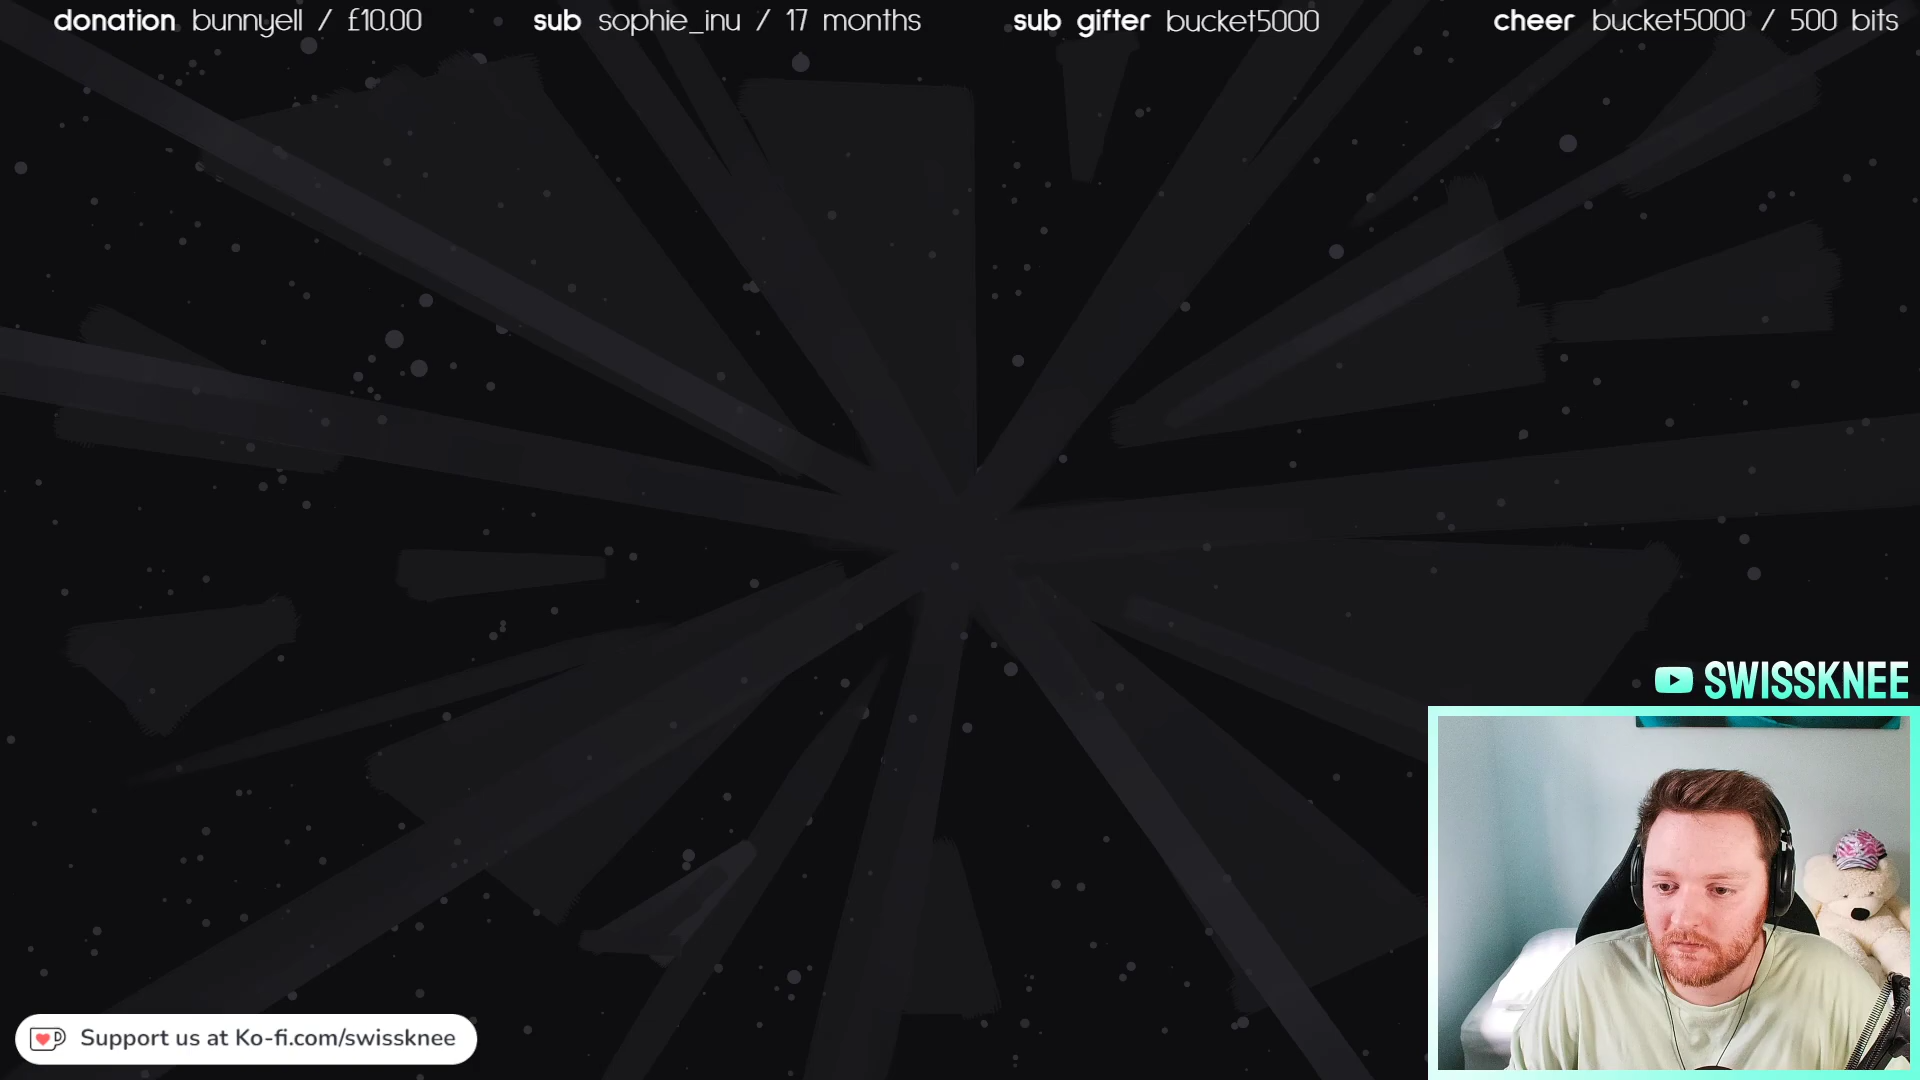 donation bunnyell / £10.00
sub sophie_inu / 17 months
sub gifter bucket5000
cheer bucket5000 / 500 bits
SWISSKNEE
Support us at Ko-fi.com/swissknee